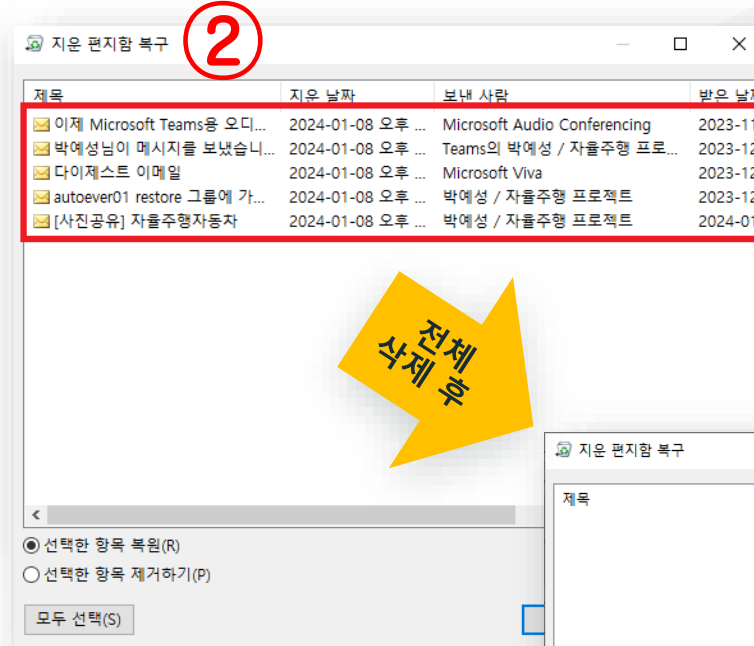 지운 편지함 복구
②
제목 지운 날짜 보낸 사람 받은 날짜
이제 Microsoft Teams용 오디... 2024-01-08 오후 ... Microsoft Audio Conferencing 2023-11
박예성님이 메시지를 보냈습니... 2024-01-08 오후 ... Teams의 박예성 / 자율주행 프로... 2023-12
다이제스트 이메일 2024-01-08 오후 ... Microsoft Viva 2023-12
autoever01 restore 그룹에 가... 2024-01-08 오후 ... 박예성 / 자율주행 프로젝트 2023-12
[사진공유] 자율주행자동차 2024-01-08 오후 ... 박예성 / 자율주행 프로젝트 2024-01
전체
삭제 후
지운 편지함 복구
제목
선택한 항목 복원(R)
선택한 항목 제거하기(P)
모두 선택(S)